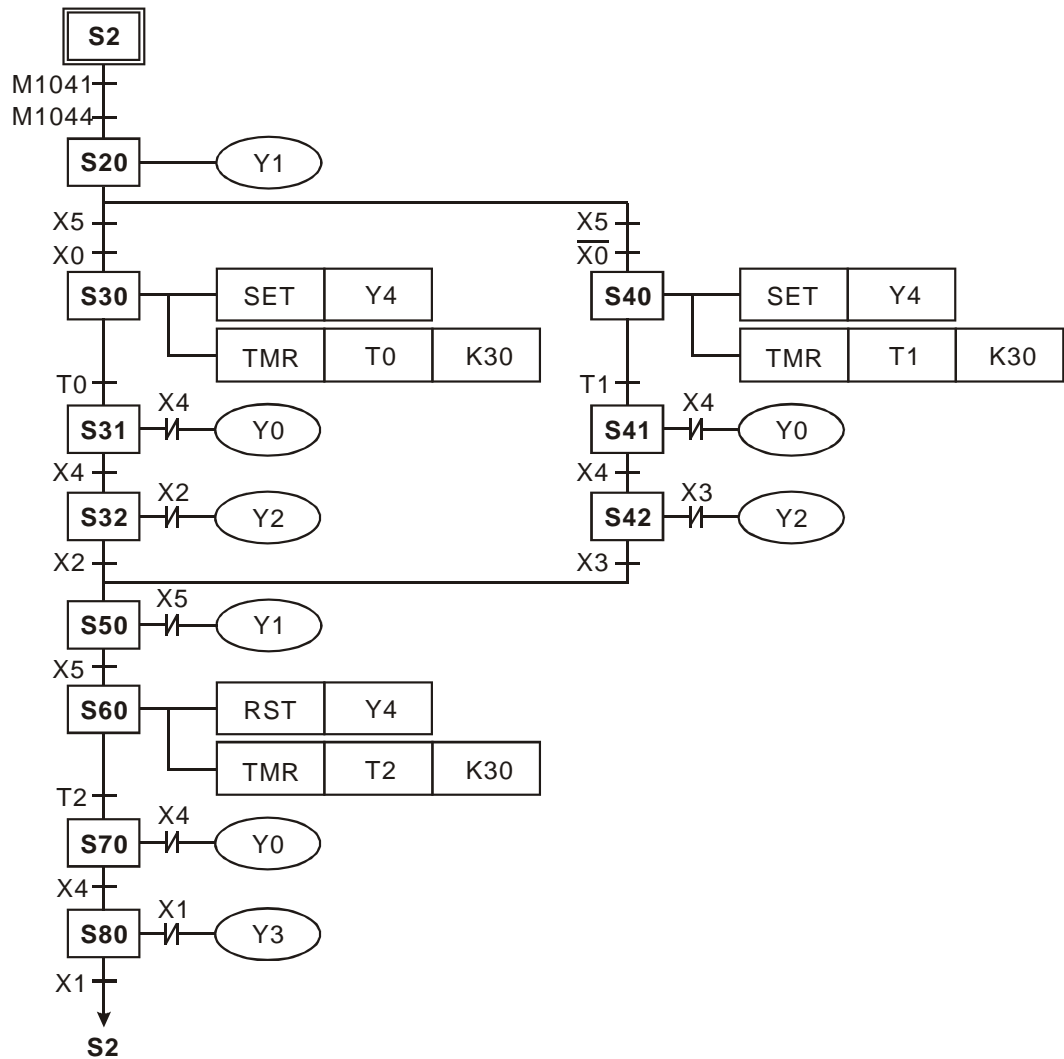 S2
M1041
M1044
S20 Y1
X5 X5
X0 X̅0̅
S30 SET Y4 S40 SET Y4
TMR T0 K30 TMR T1 K30
T0 T1
X4 X4
S31 Y0 S41 Y0
X4 X4
X2 X3
S32 Y2 S42 Y2
X2 X3
X5
S50 Y1
X5
S60 RST Y4
TMR T2 K30
T2
X4
S70 Y0
X4
X1
S80 Y3
X1
S2